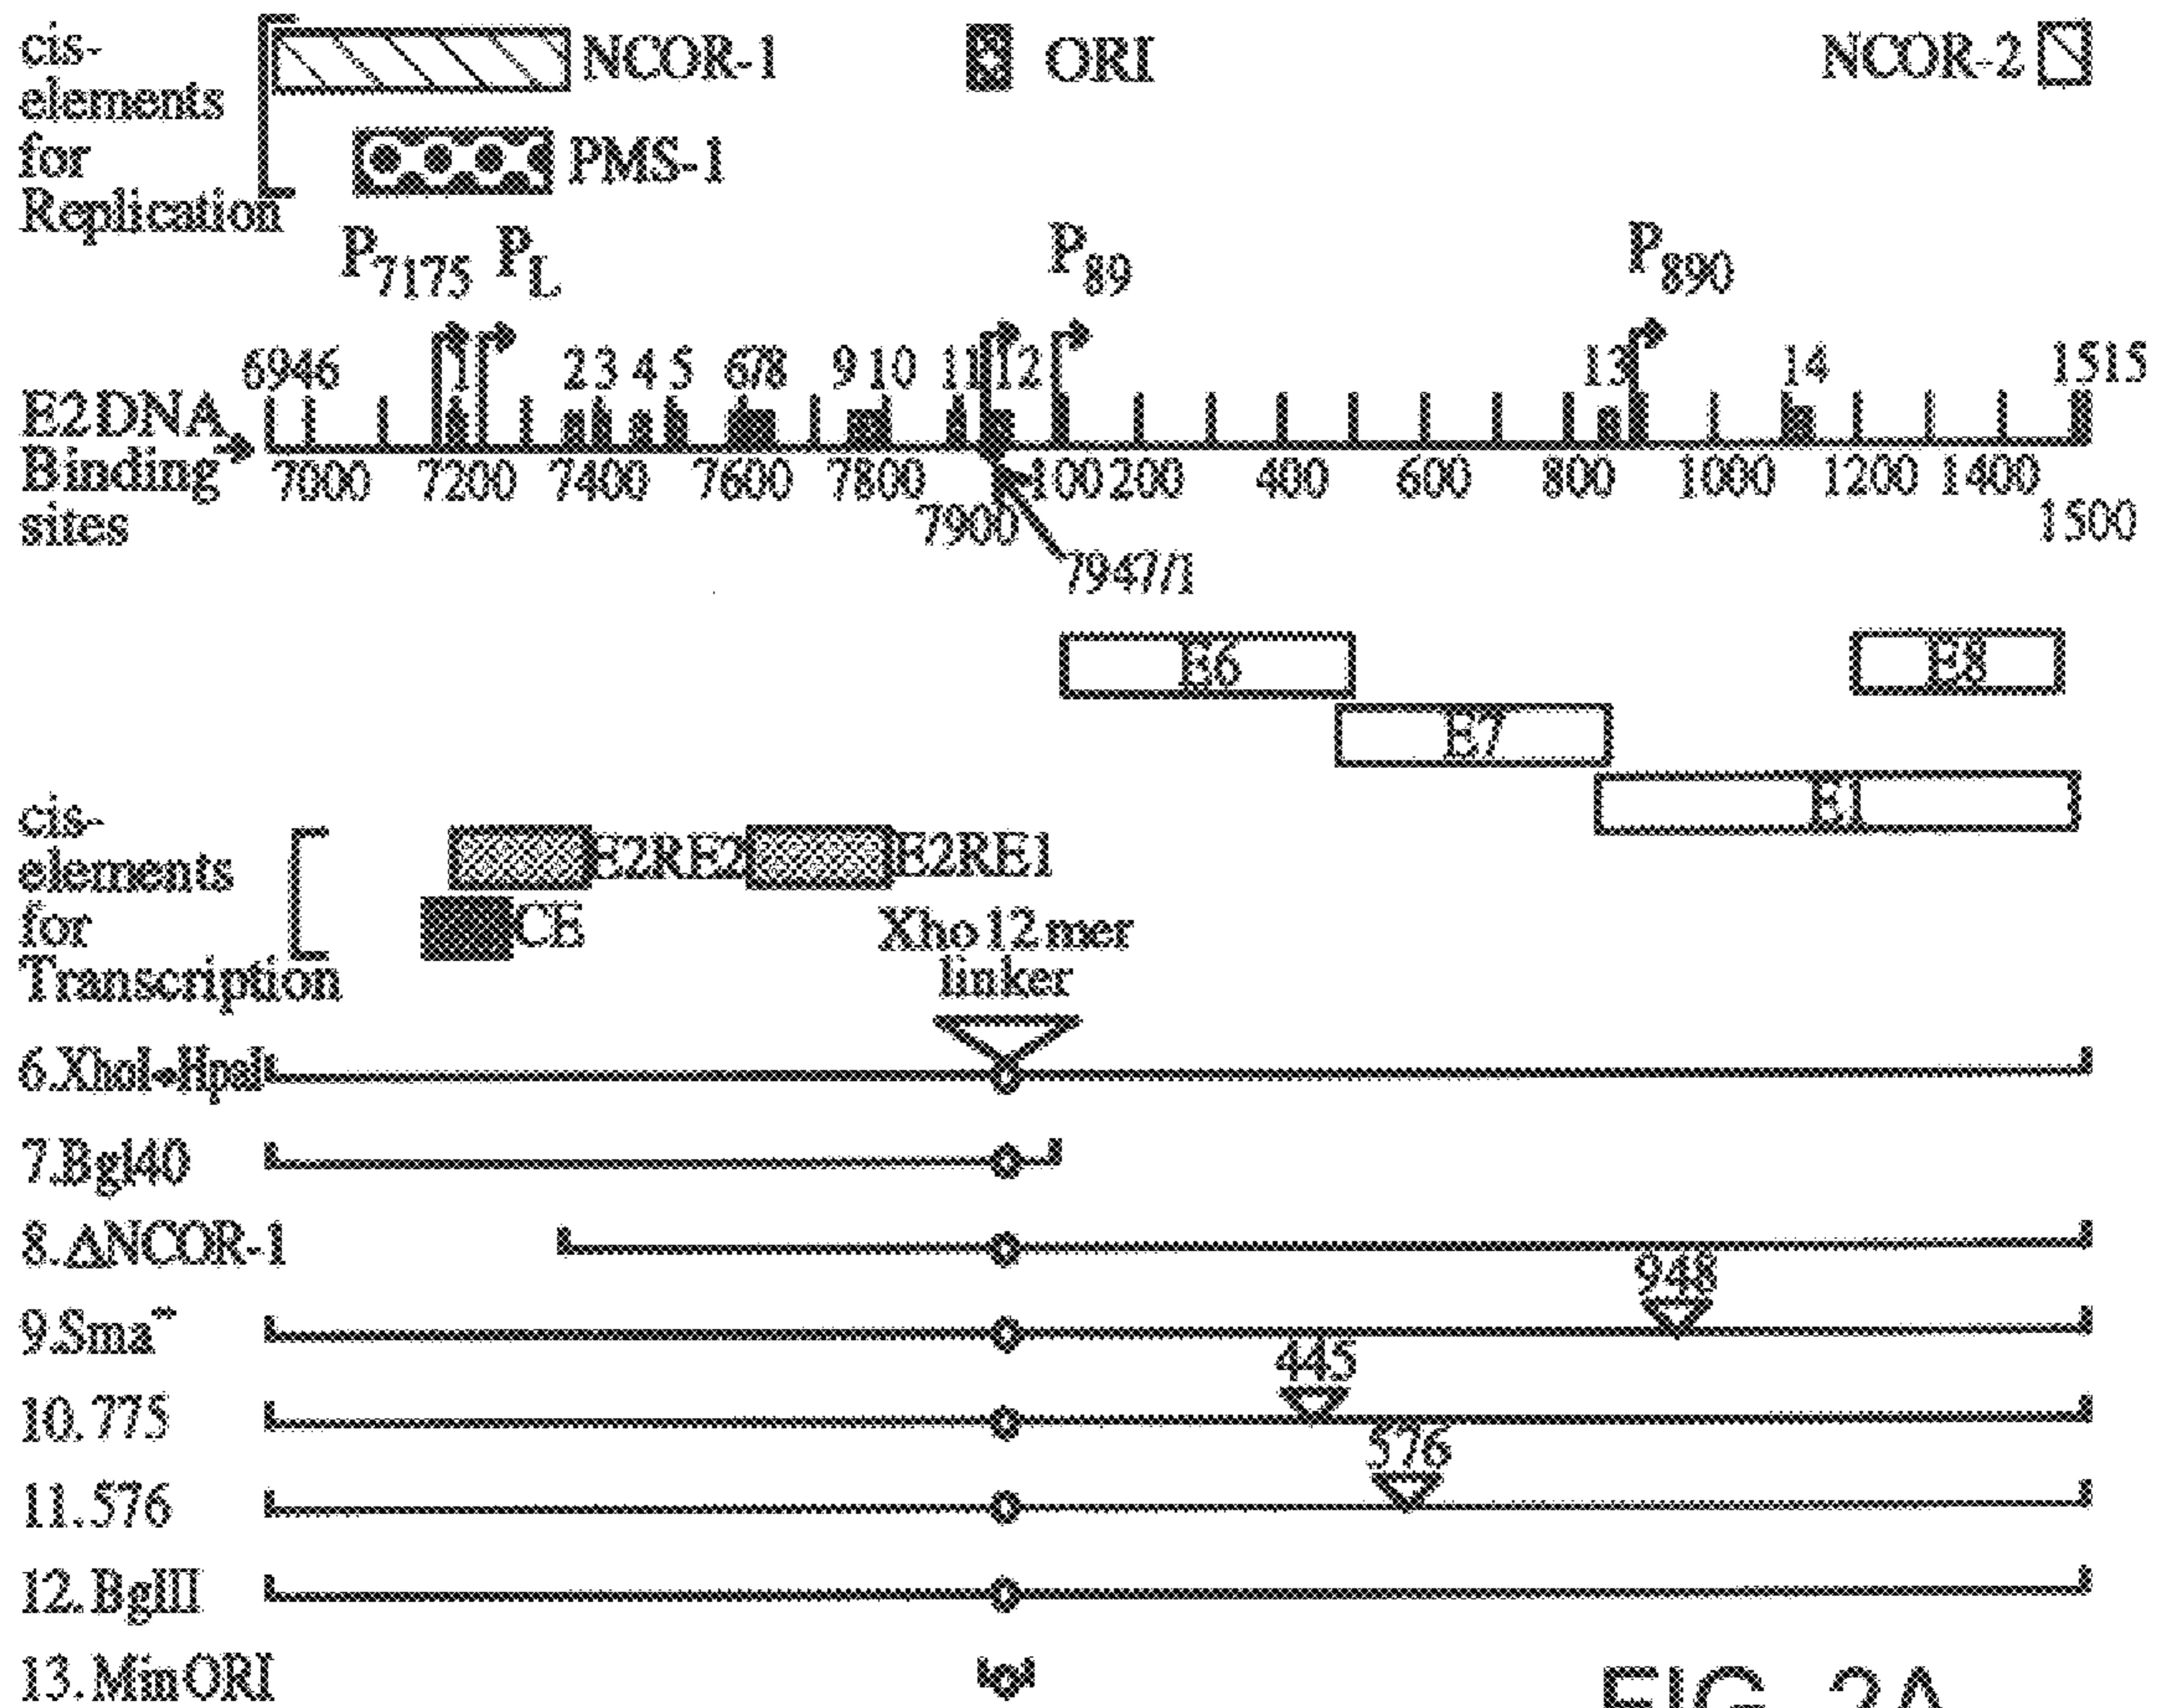 cis-
elements
for
Replication
NCOR-1
ORI
NCOR-2
PMS-1
P7175 PL P89 P890
6946 1 2 3 4 5 6/8 9 10 11 12 13 14 1515
E2 DNA
Binding
sites
7000 7200 7400 7600 7800 100 200 400 600 800 1000 1200 1400
7900 1500
7947/1
E6 E8
E7
E1
cis-
elements
for
Transcription
E2RE2 E2RE1
CE
Xho 12 mer
linker
7.Bgl40
8.ΔNCOR-1
948
9.Sma-
445
10. 775
576
11. 576
12. BglII
13. Min ORI
FIG. 2A